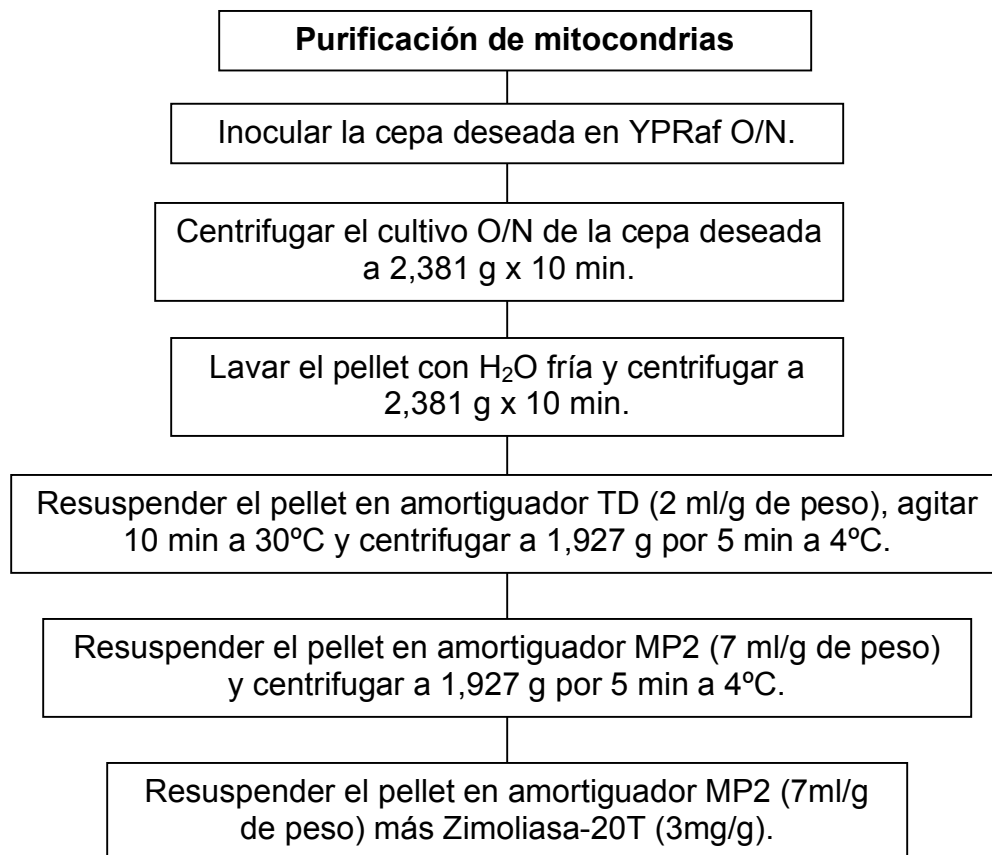 Purificación de mitocondrias
Inocular la cepa deseada en YPRaf O/N.
Centrifugar el cultivo O/N de la cepa deseada
a 2,381 g x 10 min.
Lavar el pellet con H₂O fría y centrifugar a
2,381 g x 10 min.
Resuspender el pellet en amortiguador TD (2 ml/g de peso), agitar
10 min a 30ºC y centrifugar a 1,927 g por 5 min a 4ºC.
Resuspender el pellet en amortiguador MP2 (7 ml/g de peso)
y centrifugar a 1,927 g por 5 min a 4ºC.
Resuspender el pellet en amortiguador MP2 (7ml/g
de peso) más Zimoliasa-20T (3mg/g).